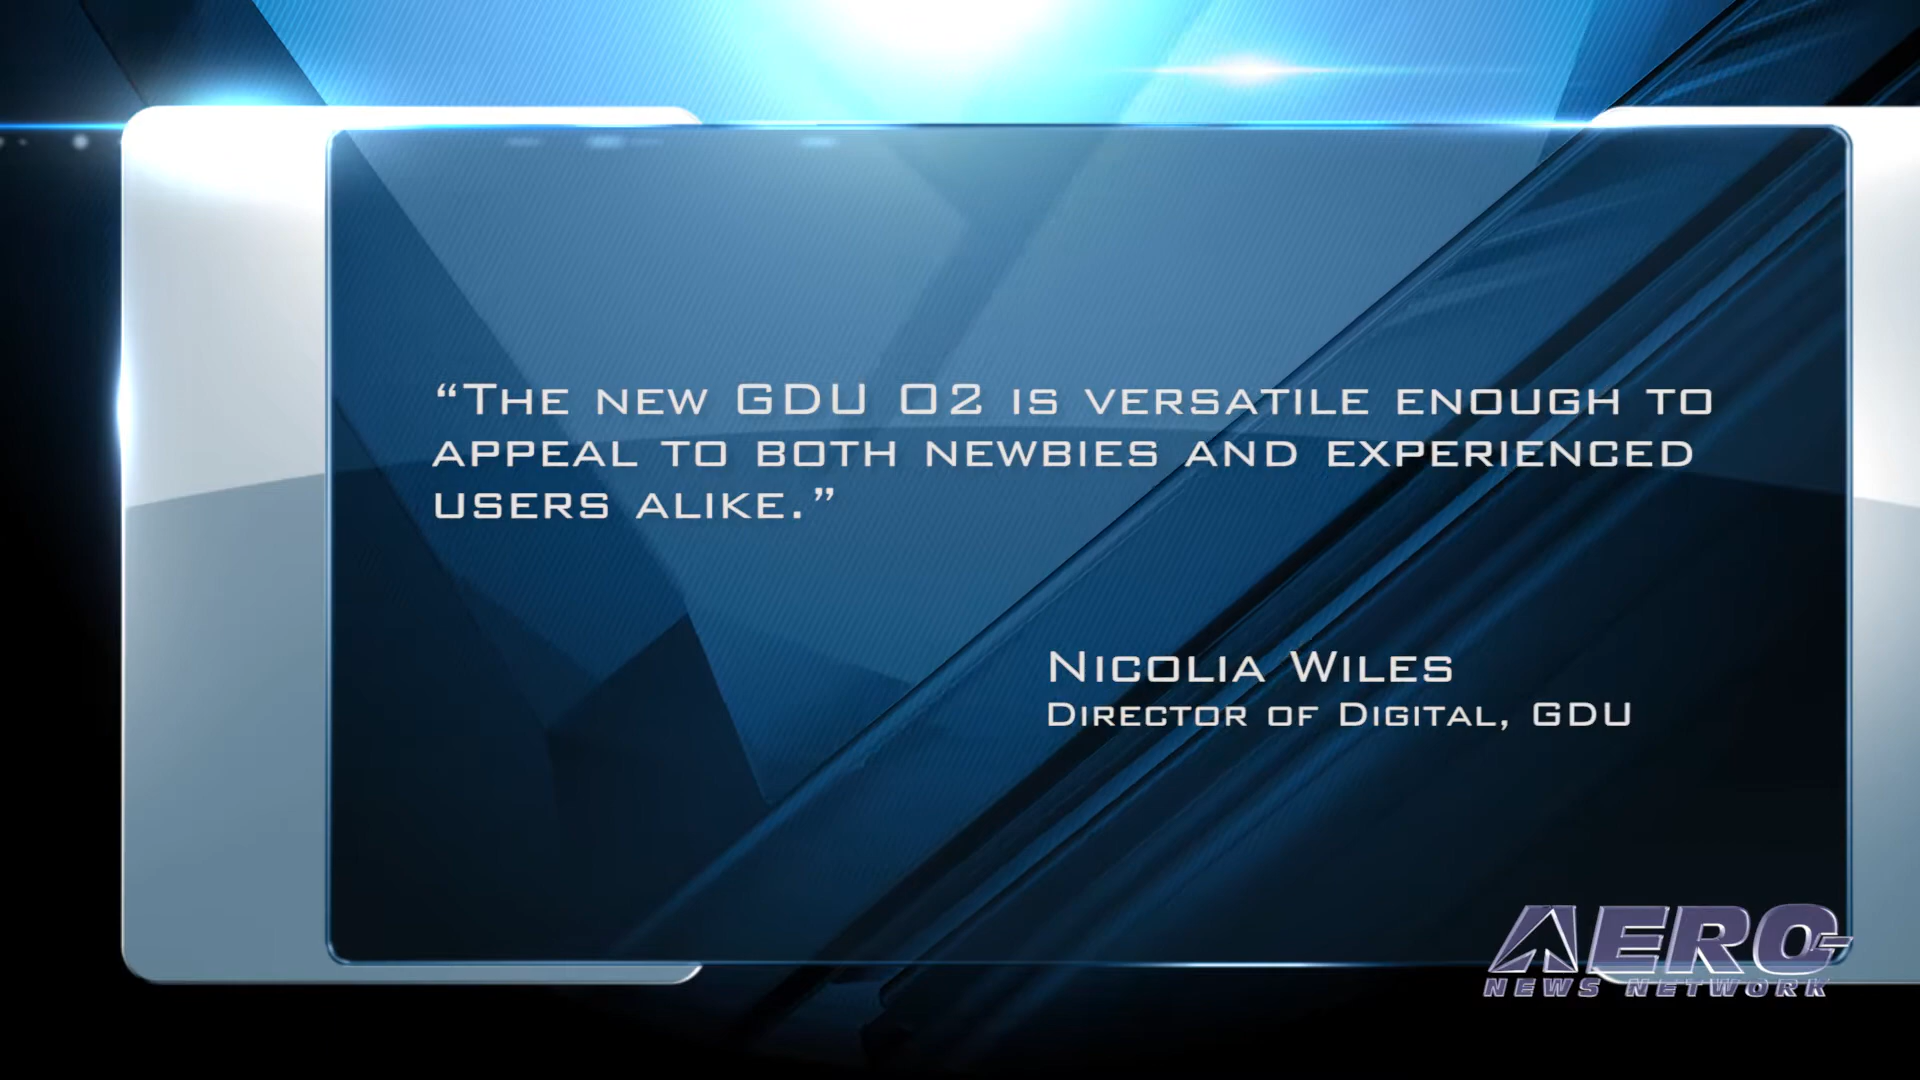 “The new GDU O2 is versatile enough to
appeal to both newbies and experienced
users alike.”
Nicolia Wiles
Director of Digital, GDU
AERO-
NEWS NETWORK